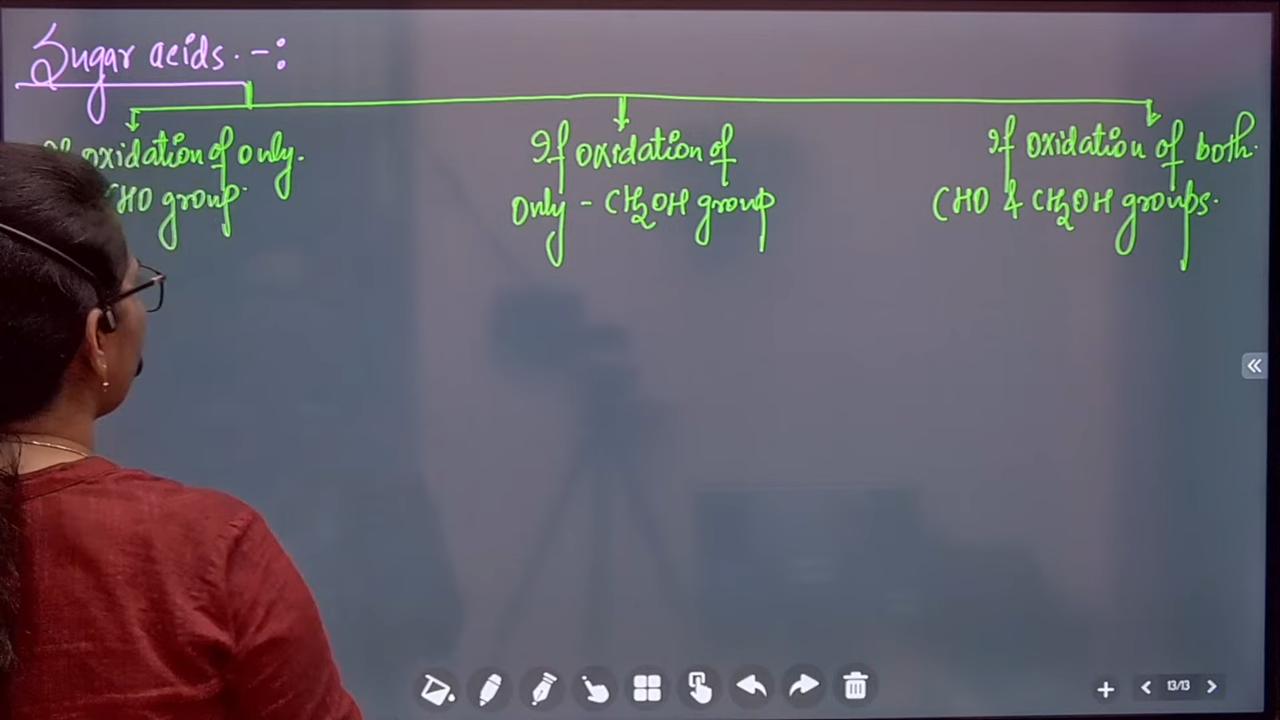 Sugar acids. -:
If oxidation of only.
CHO group.
If oxidation of
only - CH₂OH group
If oxidation of both.
CHO & CH₂OH groups.
13/13